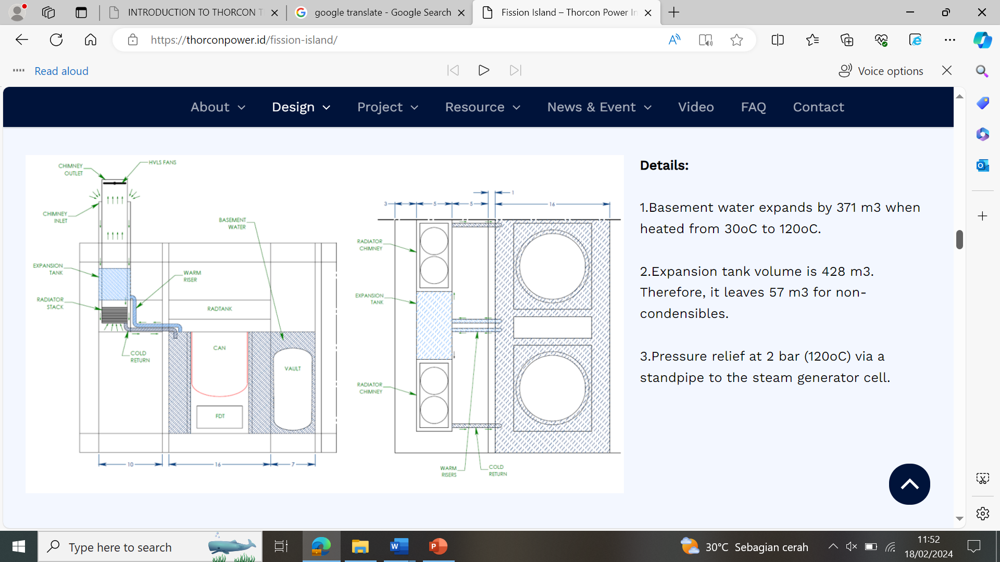 INTRODUCTION TO THORCON T
google translate - Google Search
Fission Island – Thorcon Power In
https://thorconpower.id/fission-island/
Read aloud
Voice options
About
Design
Project
Resource
News & Event
Video
FAQ
Contact
CHIMNEY
OUTLET
HVLS FANS
CHIMNEY
INLET
BASEMENT
WATER
EXPANSION
TANK
WARM
RISER
RADIATOR
STACK
RADTANK
CAN
COLD
RETURN
VAULT
FDT
10
16
7
1
3
5
5
16
RADIATOR
CHIMNEY
EXPANSION
TANK
RADIATOR
CHIMNEY
WARM
RISERS
COLD
RETURN
Details:
1.Basement water expands by 371 m3 when
heated from 30oC to 120oC.
2.Expansion tank volume is 428 m3.
Therefore, it leaves 57 m3 for non-
condensibles.
3.Pressure relief at 2 bar (120oC) via a
standpipe to the steam generator cell.
Type here to search
30°C Sebagian cerah
11:52
18/02/2024